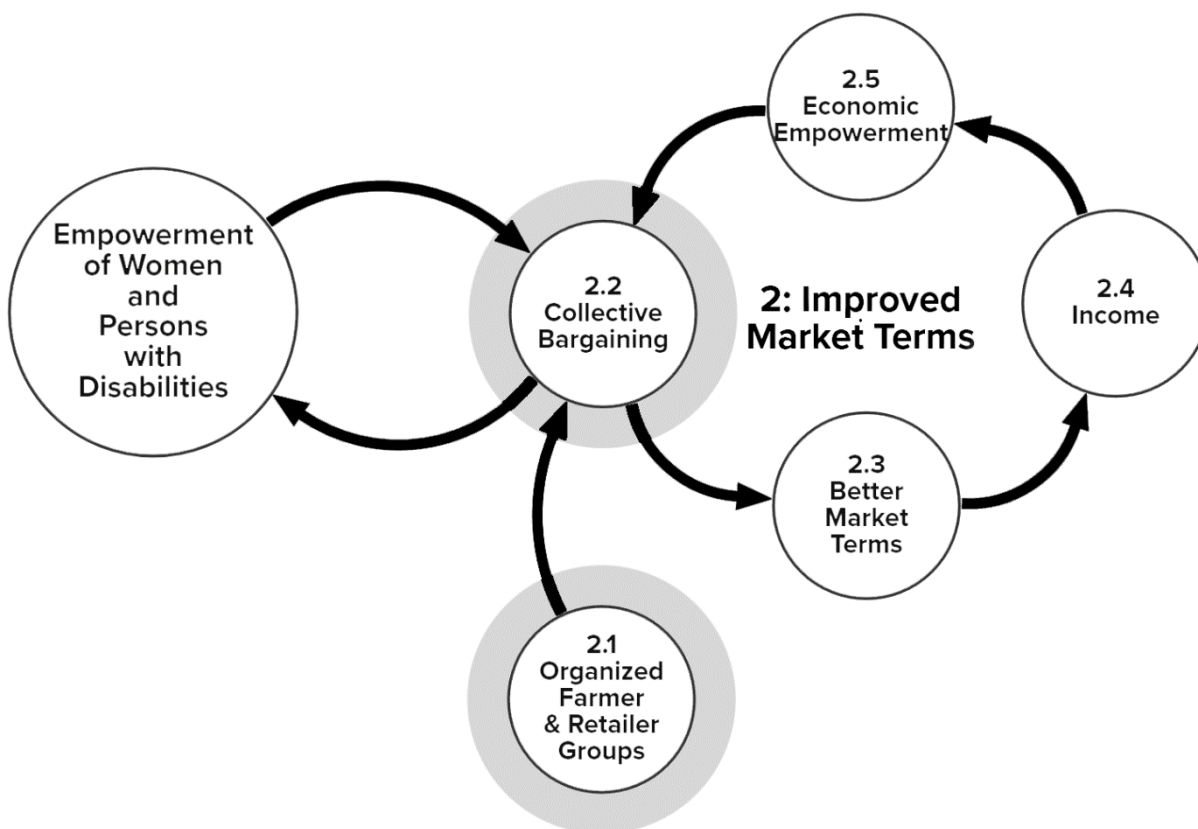 2.5
Economic
Empowerment
Empowerment
of Women
and
Persons
with
Disabilities
2.2
Collective
Bargaining
2: Improved
Market Terms
2.4
Income
2.3
Better
Market
Terms
2.1
Organized
Farmer
& Retailer
Groups